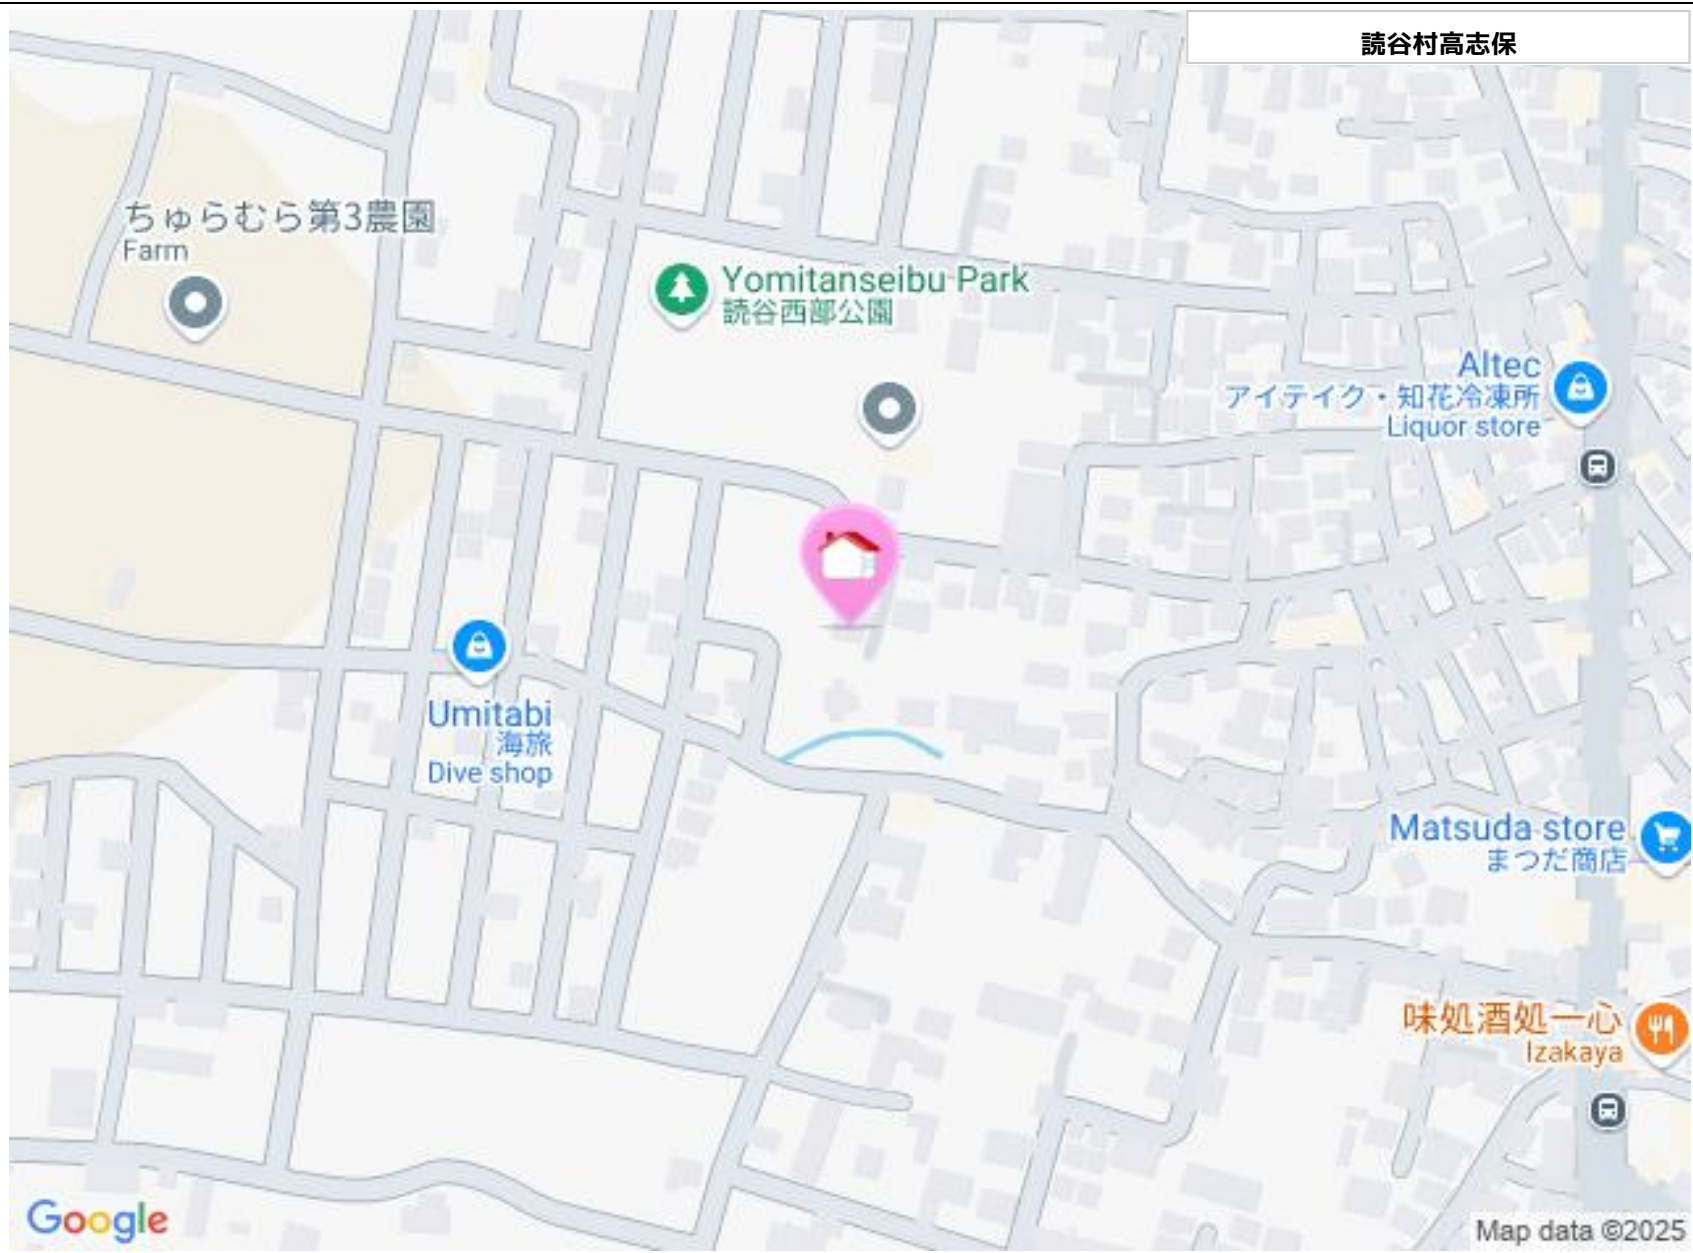 読谷村高志保
ちゅらむら第3農園
Farm
Yomitanseibu Park
読谷西部公園
Altec
アイテイク・知花冷凍所
Liquor store
Umitabi
海旅
Dive shop
Matsuda store
まつだ商店
味処酒処一心
Izakaya
Google
Map data ©2025